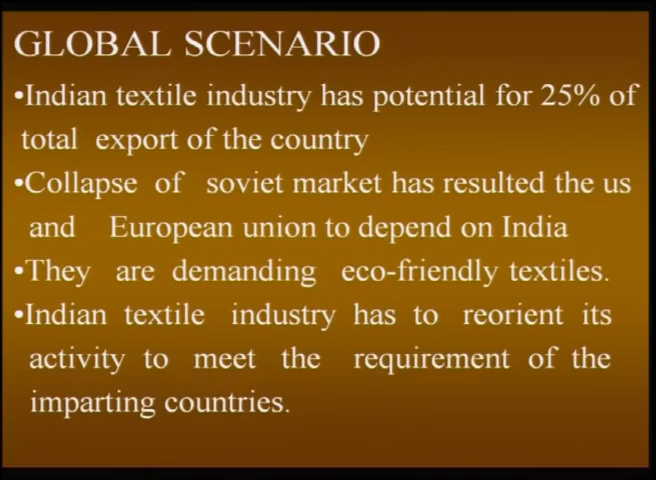 GLOBAL SCENARIO
•Indian textile industry has potential for 25% of
total export of the country
•Collapse of soviet market has resulted the us
and European union to depend on India
•They are demanding eco-friendly textiles.
•Indian textile industry has to reorient its
activity to meet the requirement of the
imparting countries.